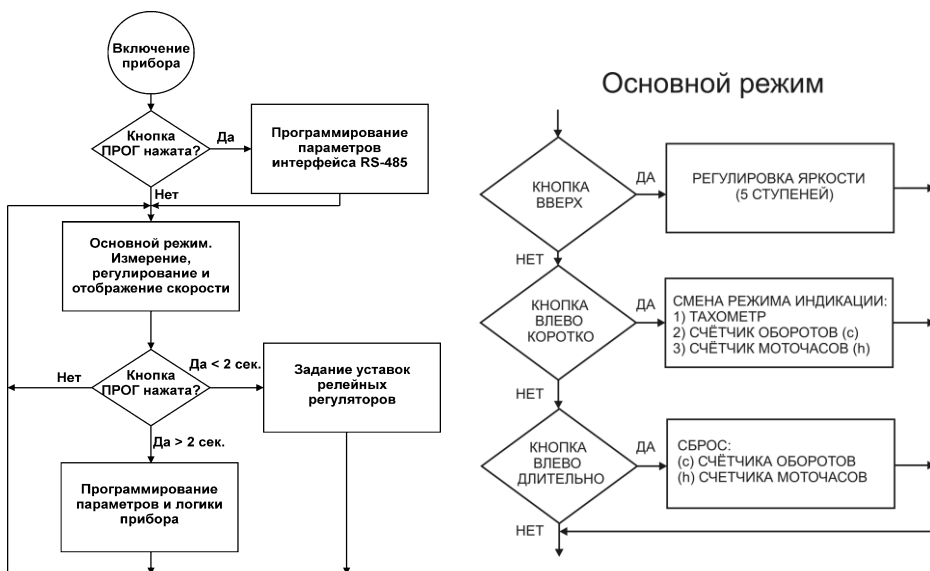 Включение
прибора
Кнопка
ПРОГ нажата?
Да
Программирование
параметров
интерфейса RS-485
Нет
Основной режим.
Измерение,
регулирование и
отображение скорости
Кнопка
ПРОГ нажата?
Нет
Да < 2 сек.
Задание уставок
релейных
регуляторов
Да > 2 сек.
Программирование
параметров и логики
прибора
Основной режим
КНОПКА
ВВЕРХ
ДА
РЕГУЛИРОВКА ЯРКОСТИ
(5 СТУПЕНЕЙ)
НЕТ
КНОПКА
ВЛЕВО
КОРОТКО
ДА
СМЕНА РЕЖИМА ИНДИКАЦИИ:
1) ТАХОМЕТР
2) СЧЁТЧИК ОБОРОТОВ (c)
3) СЧЁТЧИК МОТОЧАСОВ (h)
НЕТ
КНОПКА
ВЛЕВО
ДЛИТЕЛЬНО
ДА
СБРОС:
(c) СЧЁТЧИКА ОБОРОТОВ
(h) СЧЕТЧИКА МОТОЧАСОВ
НЕТ